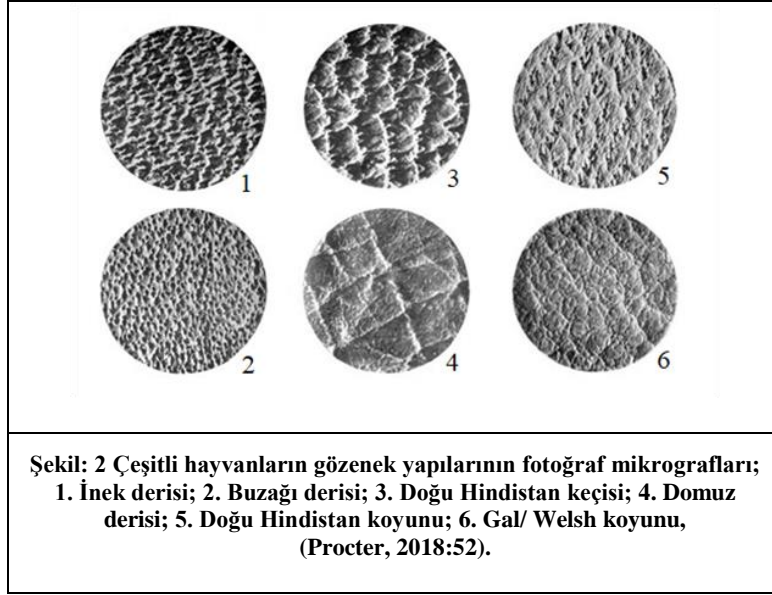 1
3
5
2
4
6
Şekil: 2 Çeşitli hayvanların gözenek yapılarının fotoğraf mikrografları;
1. İnek derisi; 2. Buzağı derisi; 3. Doğu Hindistan keçisi; 4. Domuz
derisi; 5. Doğu Hindistan koyunu; 6. Gal/ Welsh koyunu,
(Procter, 2018:52).